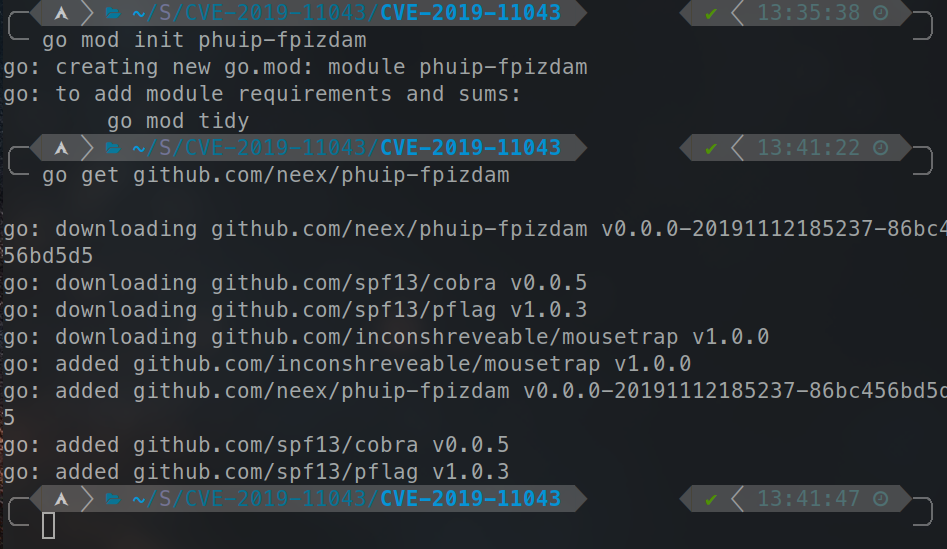 ~/S/CVE-2019-11043/CVE-2019-11043 ✔ 13:35:38
go mod init phuip-fpizdam
go: creating new go.mod: module phuip-fpizdam
go: to add module requirements and sums:
go mod tidy
~/S/CVE-2019-11043/CVE-2019-11043 ✔ 13:41:22
go get github.com/neex/phuip-fpizdam
go: downloading github.com/neex/phuip-fpizdam v0.0.0-20191112185237-86bc4
56bd5d5
go: downloading github.com/spf13/cobra v0.0.5
go: downloading github.com/spf13/pflag v1.0.3
go: downloading github.com/inconshreveable/mousetrap v1.0.0
go: added github.com/inconshreveable/mousetrap v1.0.0
go: added github.com/neex/phuip-fpizdam v0.0.0-20191112185237-86bc456bd5d
5
go: added github.com/spf13/cobra v0.0.5
go: added github.com/spf13/pflag v1.0.3
~/S/CVE-2019-11043/CVE-2019-11043 ✔ 13:41:47